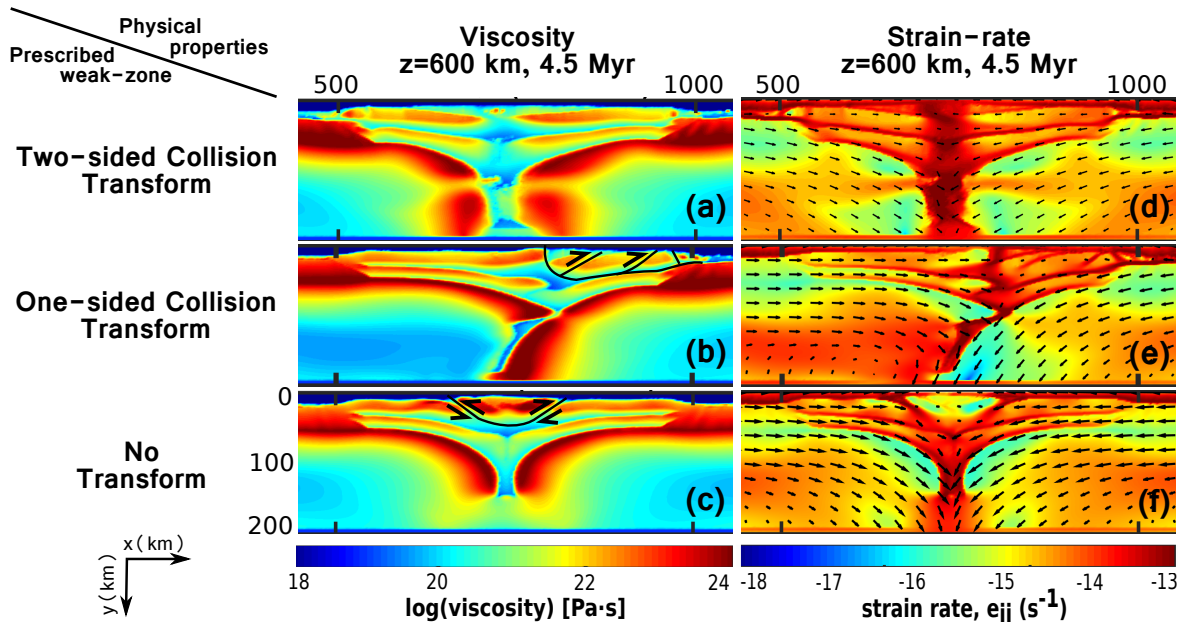 Physical
properties
Prescribed
weak-zone
Viscosity
z=600 km, 4.5 Myr
Strain-rate
z=600 km, 4.5 Myr
500 1000 500 1000
Two-sided Collision
Transform
(a) (d)
One-sided Collision
Transform
(b) (e)
0
No
Transform
100
(c) (f)
200
x(km)
y(km)
18 20 22 24 -18 -17 -16 -15 -14 -13
log(viscosity) [Pa·s] strain rate, eij (s-1)